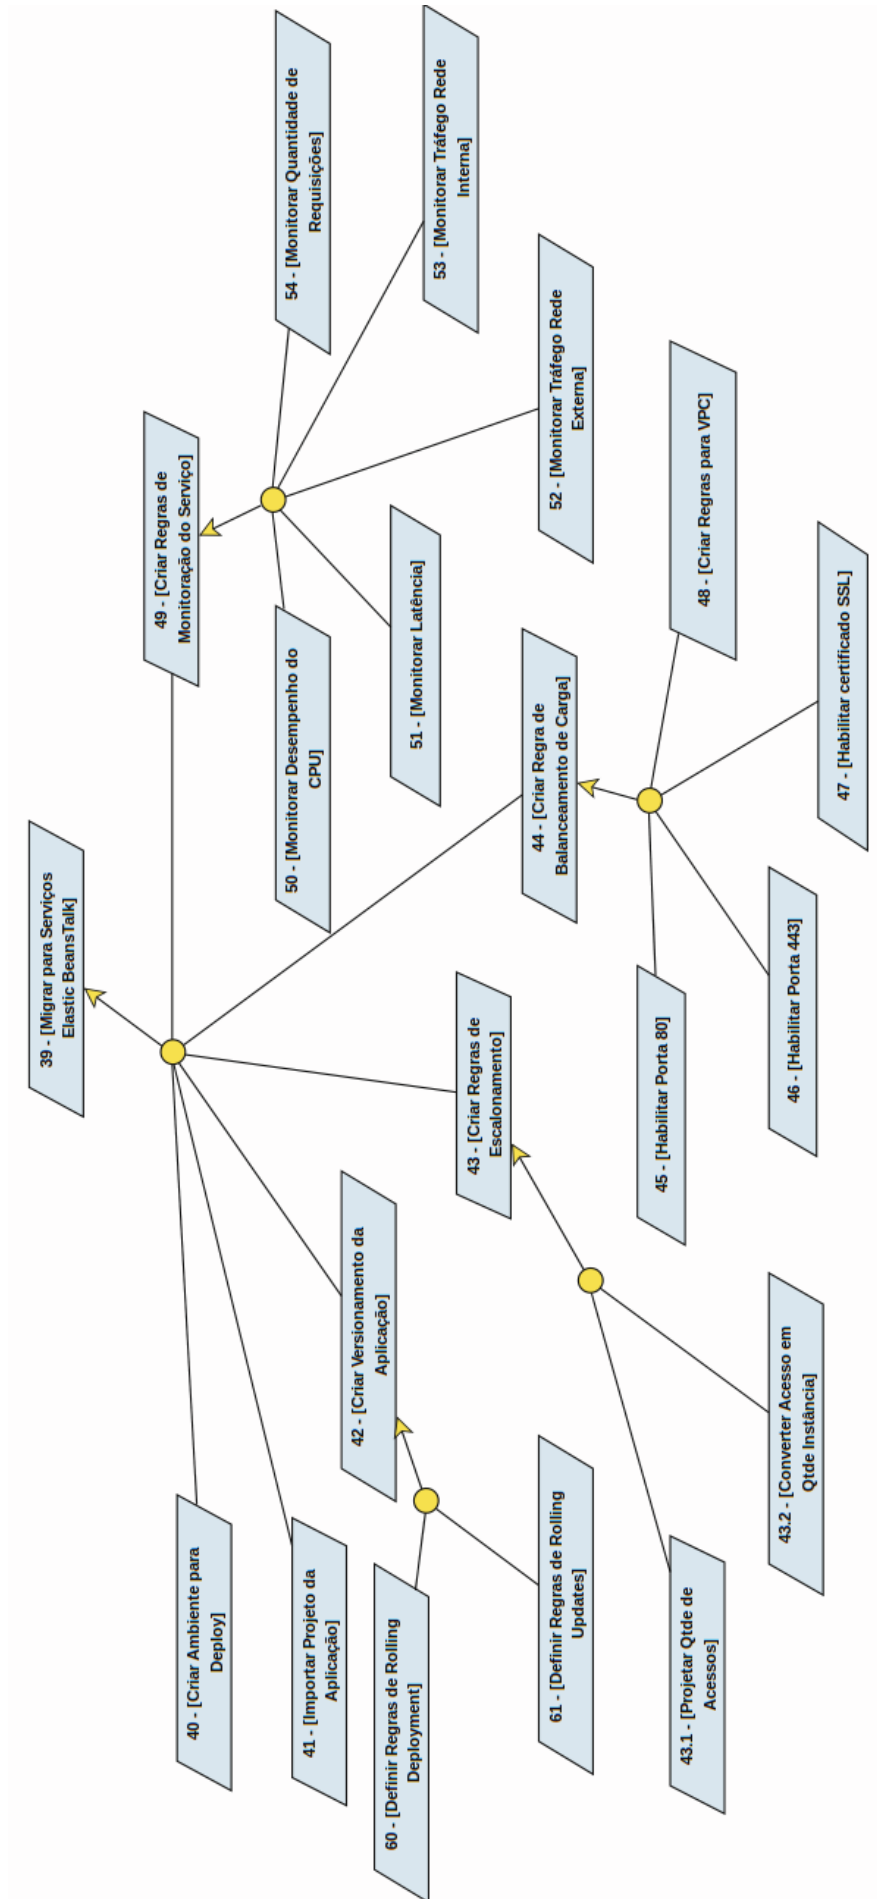 39 - [Migrar para Serviços
Elastic BeansTalk]
49 - [Criar Regras de
Monitoração do Serviço]
40 - [Criar Ambiente para
Deploy]
41 - [Importar Projeto da
Aplicação]
50 - [Monitorar Desempenho do
CPU]
54 - [Monitorar Quantidade de
Requisições]
42 - [Criar Versionamento da
Aplicação]
60 - [Definir Regras de Rolling
Deployment]
51 - [Monitorar Latência]
53 - [Monitorar Tráfego Rede
Interna]
43 - [Criar Regras de
Escalonamento]
44 - [Criar Regra de
Balanceamento de Carga]
61 - [Definir Regras de Rolling
Updates]
52 - [Monitorar Tráfego Rede
Externa]
45 - [Habilitar Porta 80]
43.1 - [Projetar Qtde de
Acessos]
48 - [Criar Regras para VPC]
43.2 - [Converter Acesso em
Qtde Instância]
46 - [Habilitar Porta 443]
47 - [Habilitar certificado SSL]